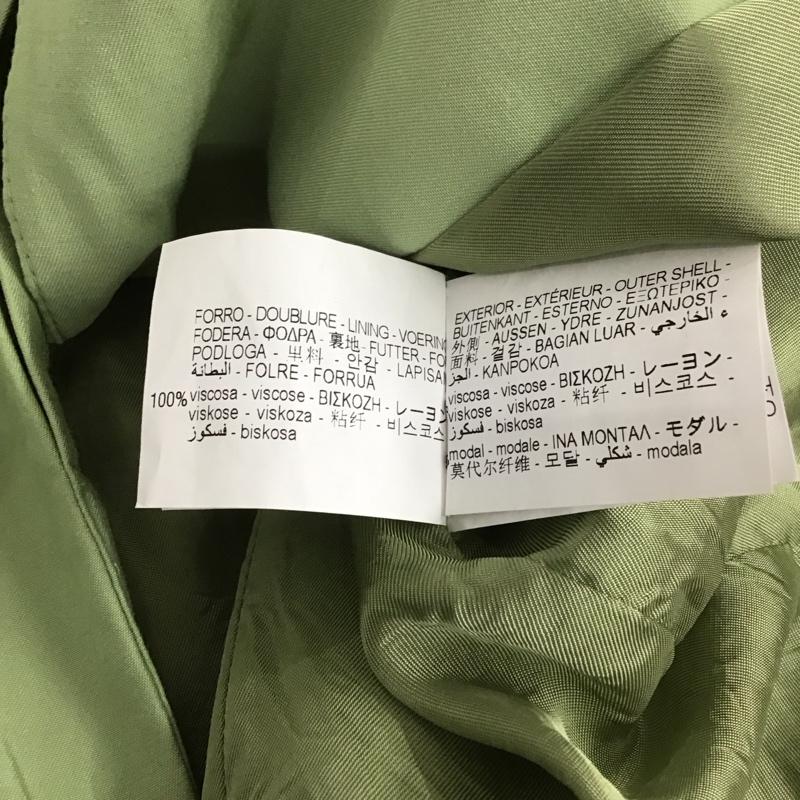 FORRO - DOUBLURE - LINING - VOERING
FODERA - ΦΟΔΡΑ - 裏地 - FUTTER - FO
PODLOGA - 里料 - 안감 - LAPISAN
البطانة - FOLRE - FORRUA
100% viscosa - viscose - ΒΙΣΚΟΖΗ - レーヨン
viskose - viskoza - 粘纤 - 비스코스
فسكوز - biskosa
EXTERIOR - EXTÉRIEUR - OUTER SHELL -
BUITENKANT - ESTERNO - ΕΞΩΤΕΡΙΚΟ -
外側 - AUSSEN - YDRE - ZUNANJOST -
面料 - 겉감 - BAGIAN LUAR - ء الخارجي
الجز - KANPOKOA
viscosa - viscose - ΒΙΣΚΟΖΗ - レーヨン -
viskose - viskoza - 粘纤 - 비스코스 -
فسكوز - biskosa
modal - modale - ΙΝΑ ΜΟΝΤΑΛ - モダル -
莫代尔纤维 - 모달 - شكلي - modala